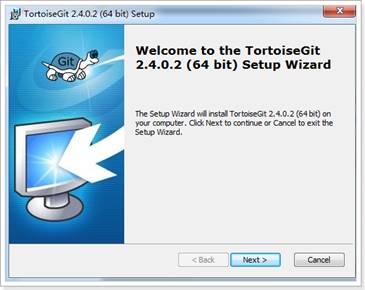 TortoiseGit 2.4.0.2 (64 bit) Setup
Git
Welcome to the TortoiseGit
2.4.0.2 (64 bit) Setup Wizard
The Setup Wizard will install TortoiseGit 2.4.0.2 (64 bit) on
your computer. Click Next to continue or Cancel to exit the
Setup Wizard.
< Back
Next >
Cancel